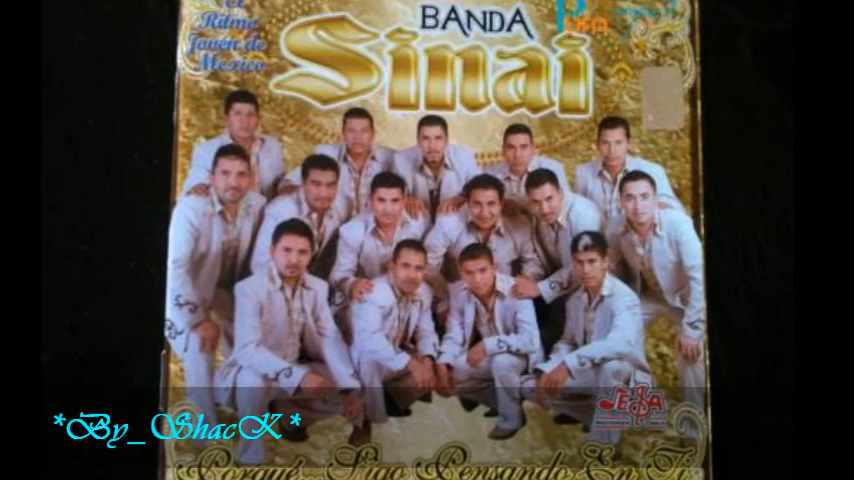 El
Ritmo
Joven de
Mexico
BANDA
Sinai
*By_ShacK*
Porqué... Sigo Pensando En Ti